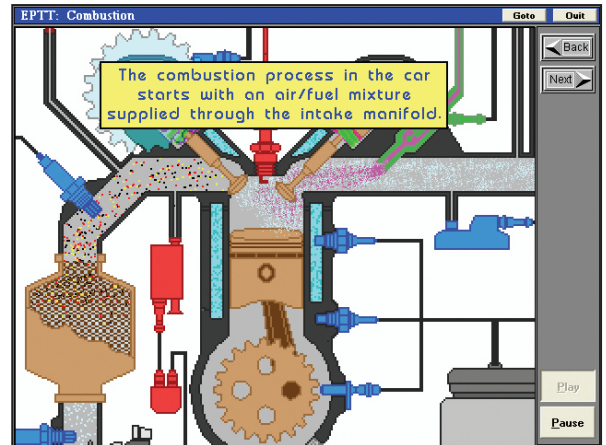 EPTT: Combustion
Goto
Quit
Back
Next
The combustion process in the car
starts with an air/fuel mixture
supplied through the intake manifold.
Play
Pause